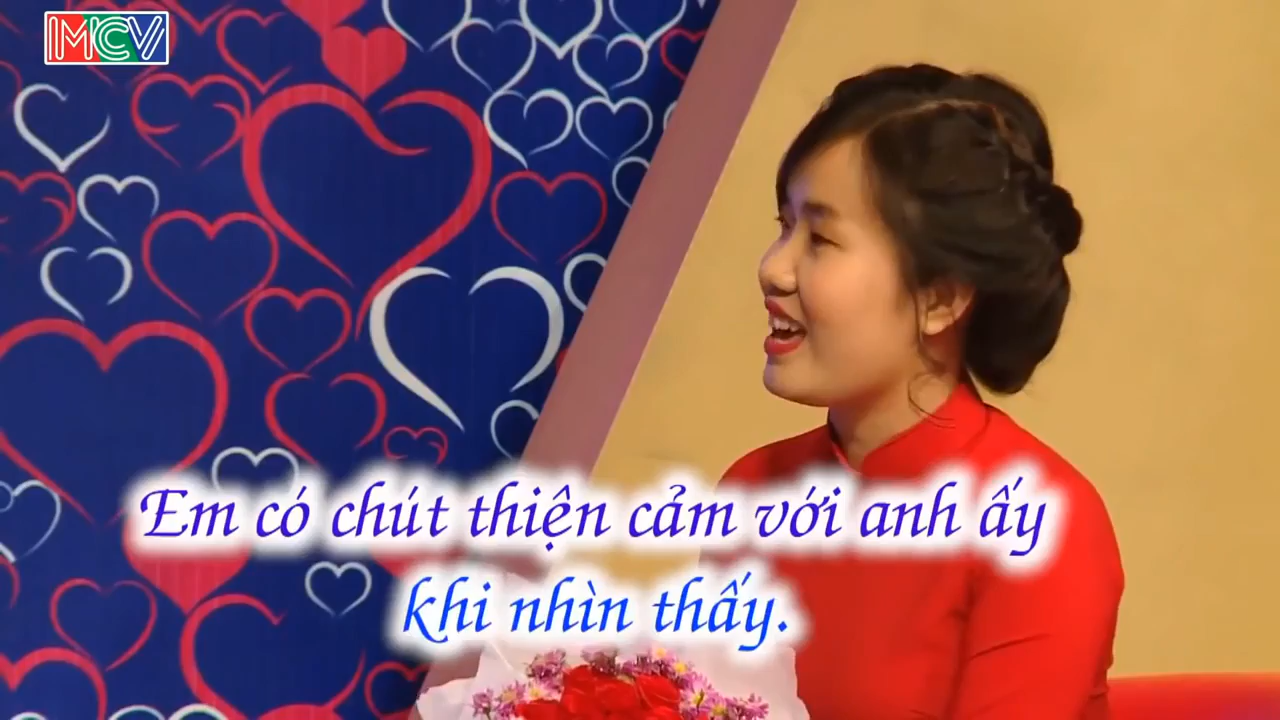 MCV
Em có chút thiện cảm với anh ấy
khi nhìn thấy.